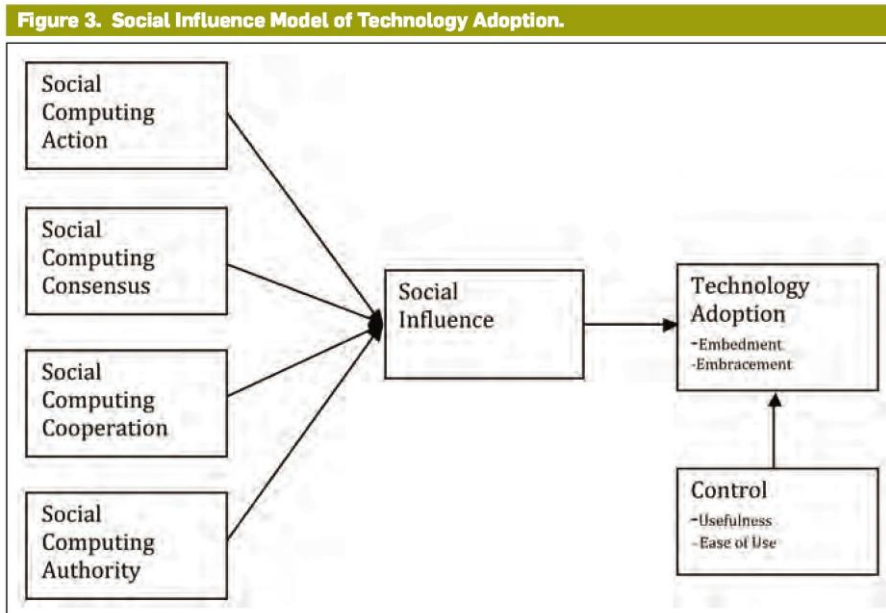 Figure 3. Social Influence Model of Technology Adoption.
Social
Computing
Action
Social
Computing
Consensus
Social
Computing
Cooperation
Social
Computing
Authority
Social
Influence
Technology
Adoption
-Embedment
-Embracement
Control
-Usefulness
-Ease of Use